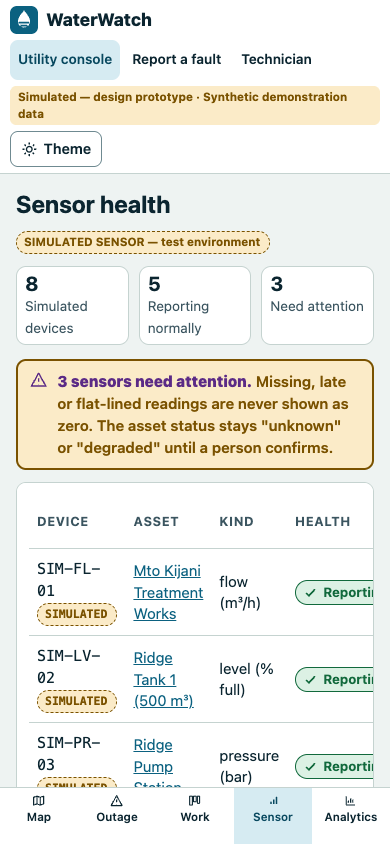 WaterWatch
Utility console
Report a fault
Technician
Simulated — design prototype · Synthetic demonstration
data
Theme
Sensor health
SIMULATED SENSOR — test environment
8
Simulated
devices
5
Reporting
normally
3
Need attention
3 sensors need attention. Missing, late
or flat-lined readings are never shown as
zero. The asset status stays "unknown"
or "degraded" until a person confirms.
DEVICE ASSET KIND HEALTH
SIM-FL-
01
SIMULATED
Mto Kijani
Treatment
Works
flow
(m³/h)
SIM-LV-
02
SIMULATED
Ridge
Tank 1
(500 m³)
level (%
full)
SIM-PR-
03
Ridge
Pump
pressure
(bar)
Map
Outage
Work
Sensor
Analytics